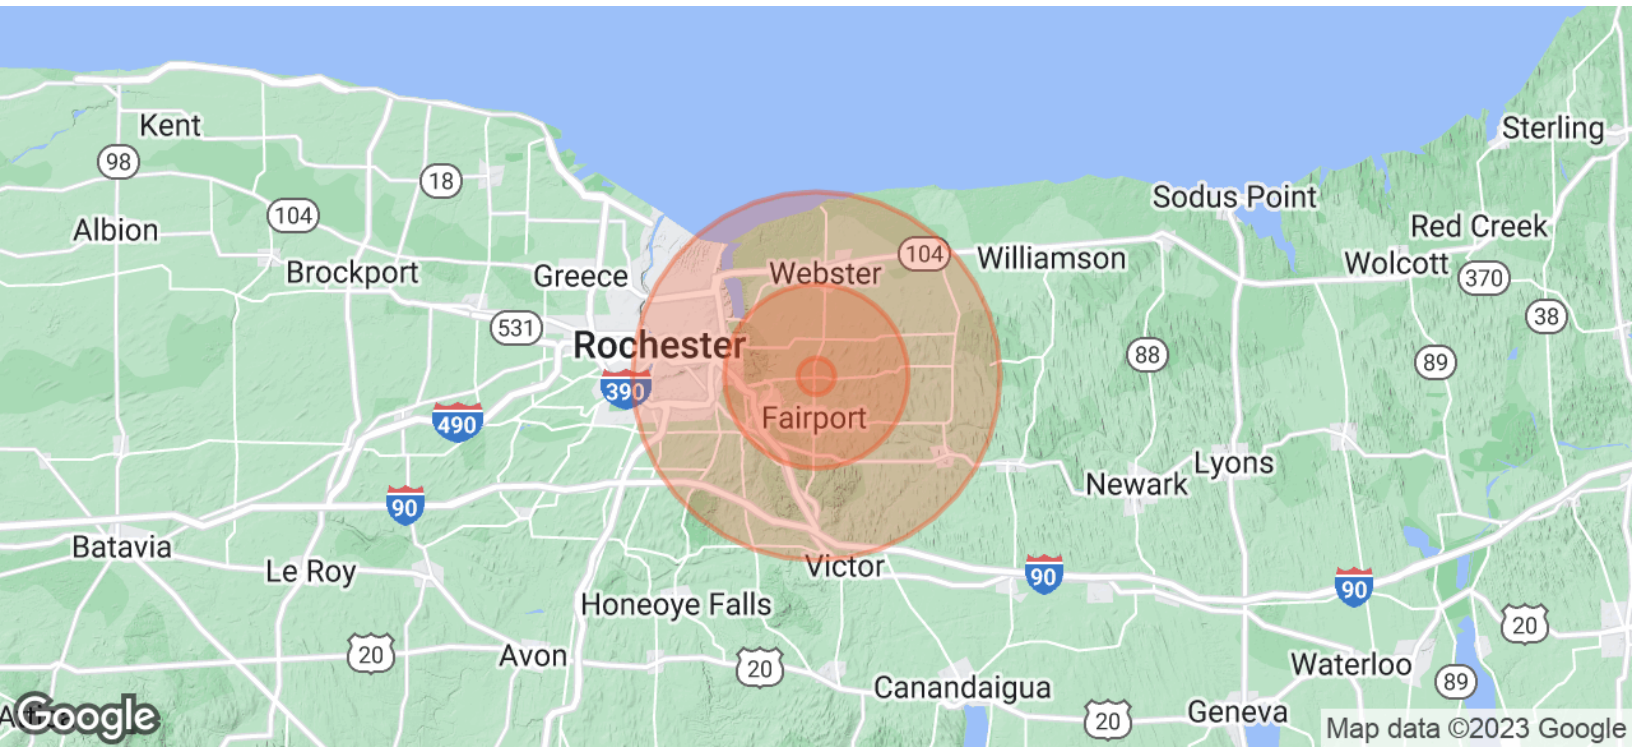 Kent
Sterling
98
18
Sodus Point
104
Red Creek
Albion
104
Williamson
Wolcott
Brockport
Greece
Webster
370
531
38
Rochester
88
89
390
490
Fairport
Lyons
Newark
90
Batavia
Victor
Le Roy
90
90
Honeoye Falls
20
20
Avon
20
Waterloo
89
Canandaigua
Geneva
20
Google
Map data ©2023 Google